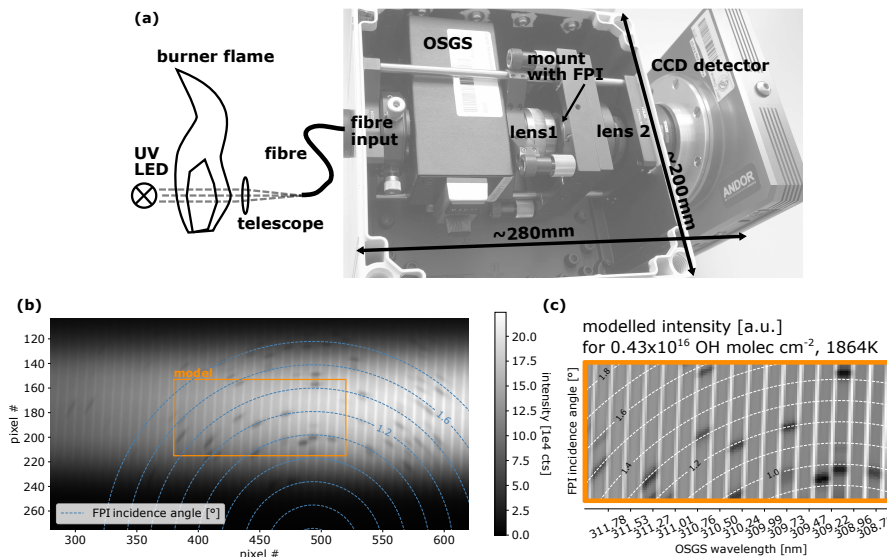 (a)
burner flame
OSGS
mount
with FPI
CCD detector
UV
LED
fibre
input
fibre
lens1
lens 2
telescope
~280mm
~200mm
ANDOR
(b)
(c)
modelled intensity [a.u.]
for 0.43x10¹⁶ OH molec cm⁻², 1864K
model
1.6
1.2
120
140
160
180
200
220
240
260
pixel #
FPI incidence angle [°]
300
350
400
450
500
550
600
pixel #
20.0
17.5
15.0
12.5
10.0
7.5
5.0
2.5
0.0
intensity [1e4 cts]
FPI incidence angle [°]
1.8
1.6
1.4
1.2
1.0
311.78
311.53
311.27
311.01
310.76
310.50
310.24
309.99
309.73
309.47
309.22
308.96
OSGS wavelength [nm]